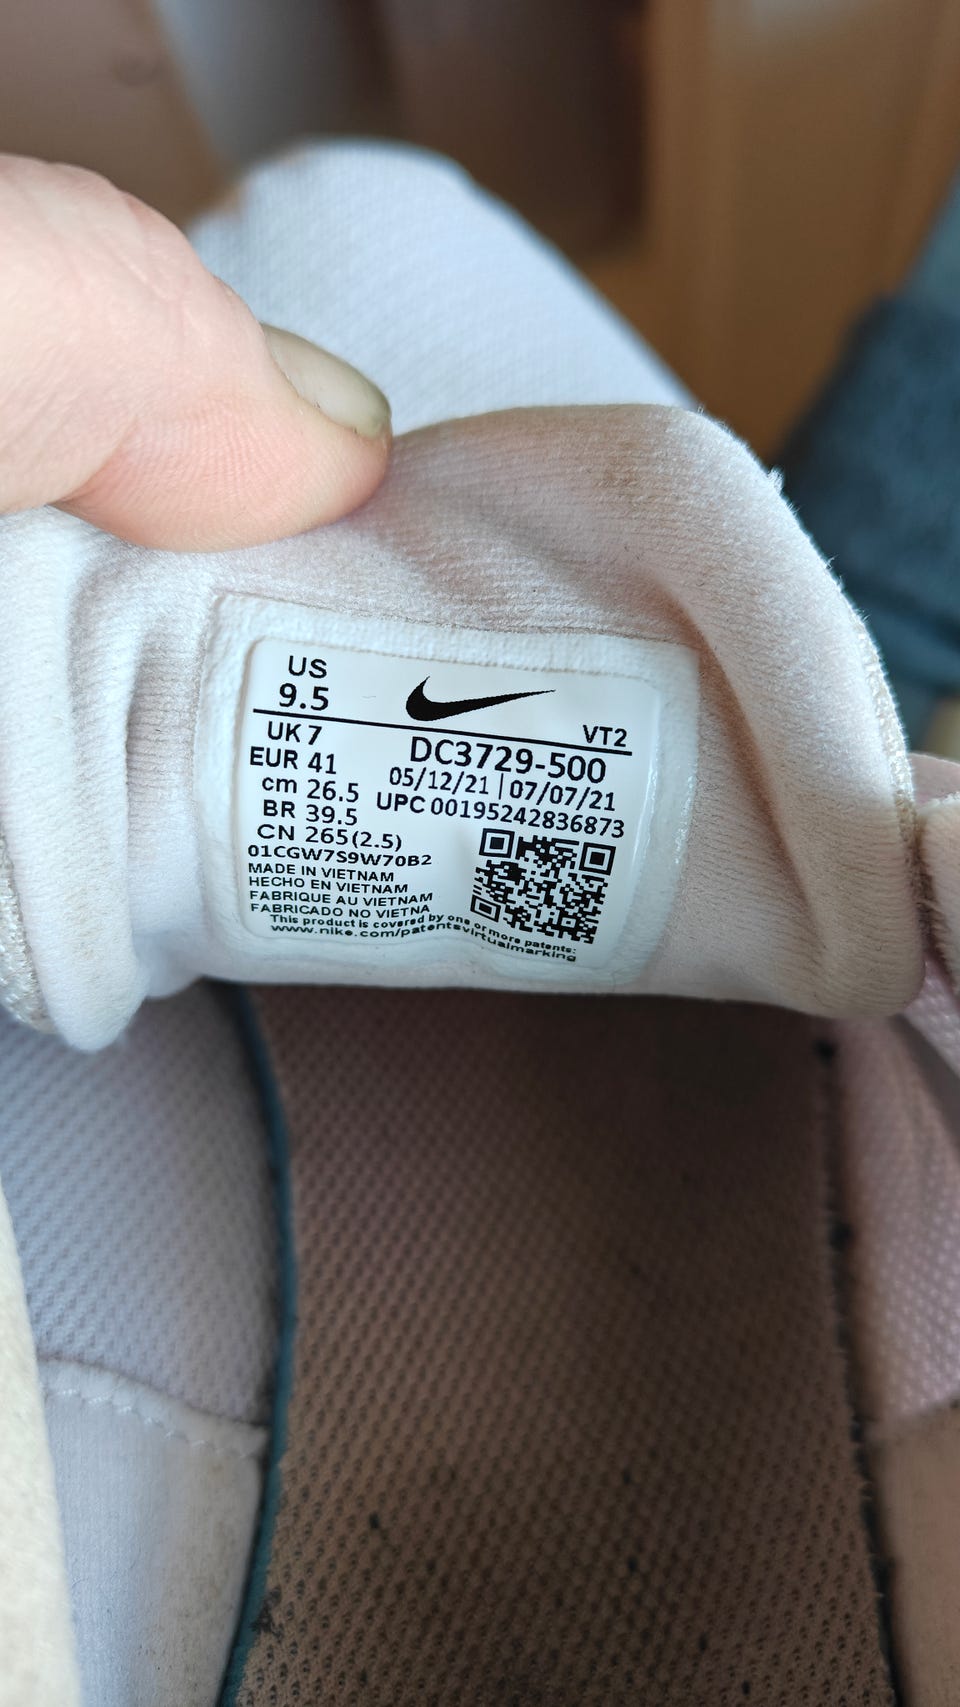 US
9.5
UK 7
EUR 41
cm 26.5
BR 39.5
CN 265(2.5)
VT2
DC3729-500
05/12/21 | 07/07/21
UPC 00195242836873
01CGW7S9W70B2
MADE IN VIETNAM
HECHO EN VIETNAM
FABRIQUE AU VIETNAM
FABRICADO NO VIETNA
This product is covered by one or more patents:
www.nike.com/patentsvirtualmarking